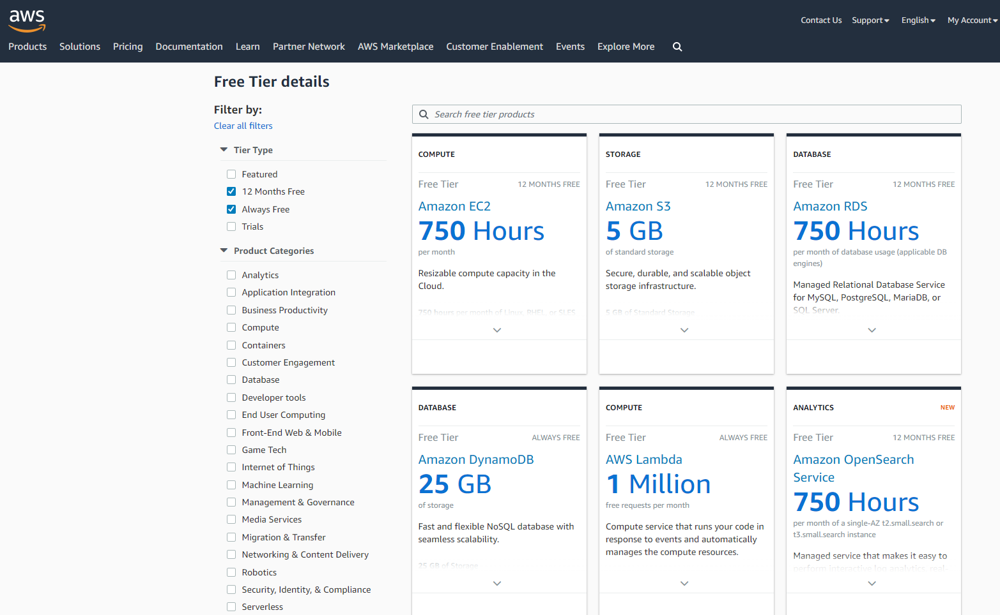 aws
Contact Us Support English My Account
Products Solutions Pricing Documentation Learn Partner Network AWS Marketplace Customer Enablement Events Explore More
Free Tier details
Filter by:
Clear all filters
Tier Type
Featured
12 Months Free
Always Free
Trials
Product Categories
Analytics
Application Integration
Business Productivity
Compute
Containers
Customer Engagement
Database
Developer tools
End User Computing
Front-End Web & Mobile
Game Tech
Internet of Things
Machine Learning
Management & Governance
Media Services
Migration & Transfer
Networking & Content Delivery
Robotics
Security, Identity, & Compliance
Serverless
Search free tier products
COMPUTE
Free Tier 12 MONTHS FREE
Amazon EC2
750 Hours
per month
Resizable compute capacity in the
Cloud.
750 hours per month of Linux, RHEL, or SLES
STORAGE
Free Tier 12 MONTHS FREE
Amazon S3
5 GB
of standard storage
Secure, durable, and scalable object
storage infrastructure.
5 GB of Standard Storage
DATABASE
Free Tier 12 MONTHS FREE
Amazon RDS
750 Hours
per month of database usage (applicable DB
engines)
Managed Relational Database Service
for MySQL, PostgreSQL, MariaDB, or
SQL Server.
DATABASE
Free Tier ALWAYS FREE
Amazon DynamoDB
25 GB
of storage
Fast and flexible NoSQL database with
seamless scalability.
25 GB of Storage
COMPUTE
Free Tier ALWAYS FREE
AWS Lambda
1 Million
free requests per month
Compute service that runs your code in
response to events and automatically
manages the compute resources.
ANALYTICS NEW
Free Tier 12 MONTHS FREE
Amazon OpenSearch
Service
750 Hours
per month of a single-AZ t2.small.search or
t3.small.search instance
Managed service that makes it easy to
perform interactive log analytics, real-